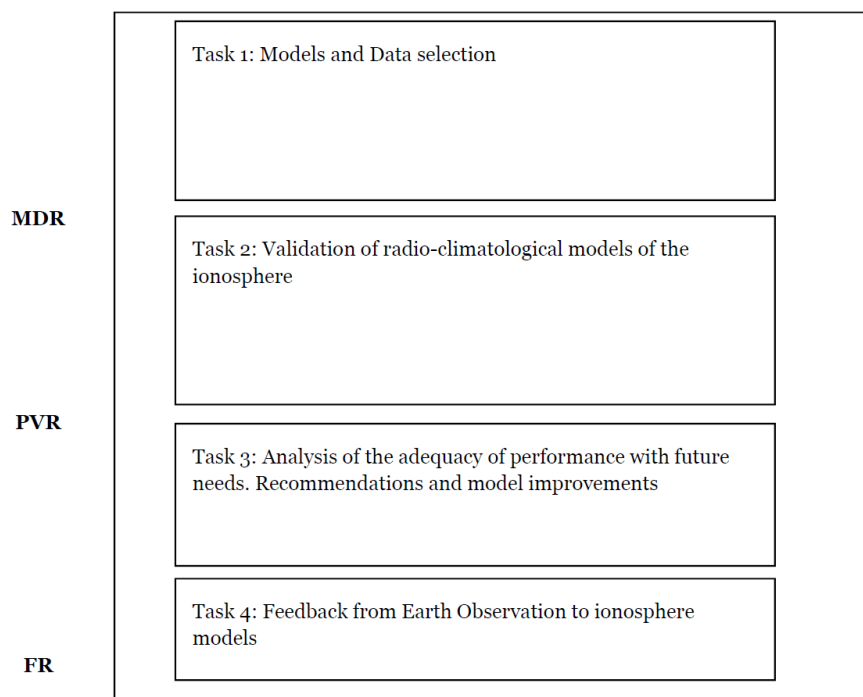 Task 1: Models and Data selection
MDR
Task 2: Validation of radio-climatological models of the
ionosphere
PVR
Task 3: Analysis of the adequacy of performance with future
needs. Recommendations and model improvements
Task 4: Feedback from Earth Observation to ionosphere
models
FR